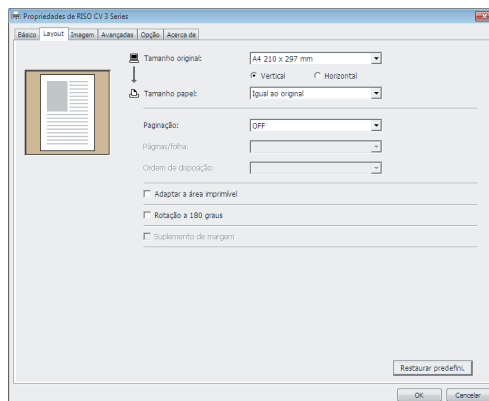 Propriedades de RISO CV 3 Series
Básico Layout Imagem Avançadas Opção Acerca de
Tamanho original: A4 210 x 297 mm
Vertical Horizontal
Tamanho papel: Igual ao original
Paginação: OFF
Páginas/folha:
Ordem de disposição:
Adaptar a área imprimível
Rotação a 180 graus
Suplemento de margem
Restaurar predefini.
OK Cancelar